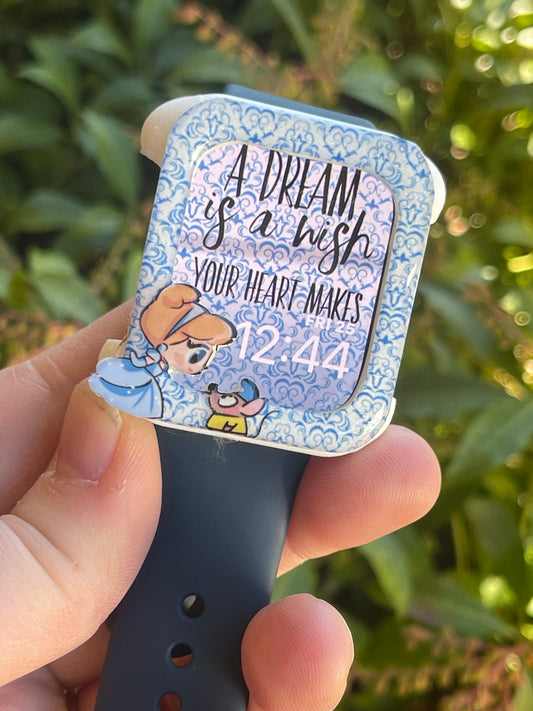 A DREAM
is a wish
YOUR HEART MAKES
FRI 25
12:44